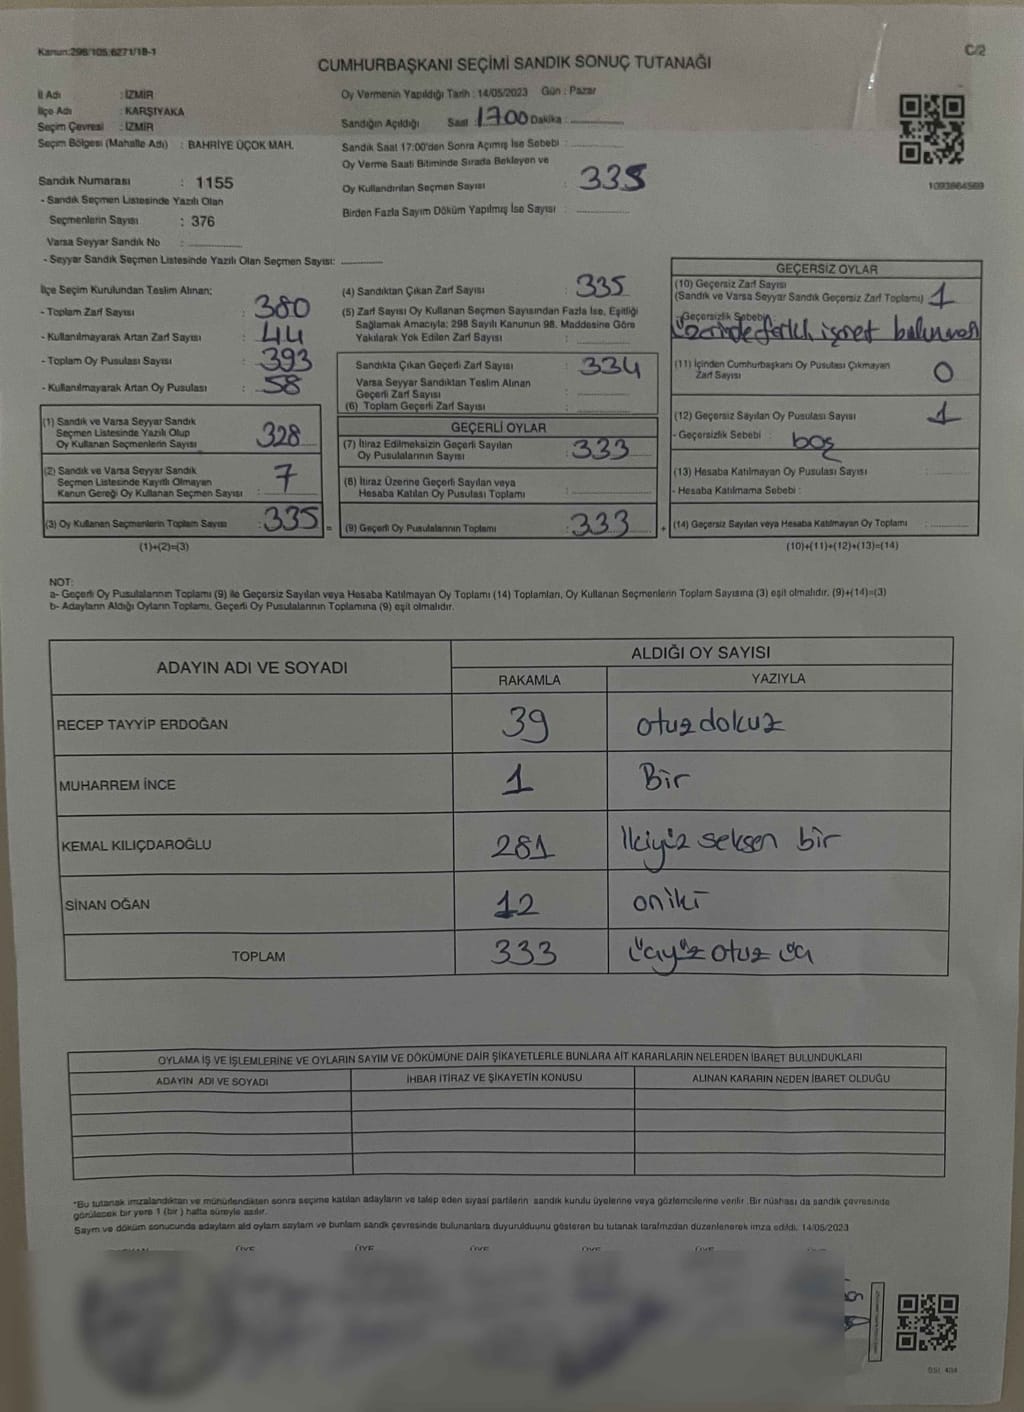 Kanun:298/105;6271/18-1
C/2
CUMHURBAŞKANI SEÇİMİ SANDIK SONUÇ TUTANAĞI
İl Adı : İZMİR
İlçe Adı : KARŞIYAKA
Seçim Çevresi : İZMİR
Seçim Bölgesi (Mahalle Adı) : BAHRİYE ÜÇOK MAH.
Sandık Numarası : 1155
- Sandık Seçmen Listesinde Yazılı Olan
Seçmenlerin Sayısı : 376
Varsa Seyyar Sandık No : ..............
- Seyyar Sandık Seçmen Listesinde Yazılı Olan Seçmen Sayısı: ............
Oy Vermenin Yapıldığı Tarih : 14/05/2023 Gün : Pazar
Sandığın Açıldığı Saat : 17:00 Dakika : ..............
Sandık Saat 17:00'den Sonra Açımış İse Sebebi : ..............
Oy Verme Saati Bitiminde Sırada Bekleyen ve
Oy Kullandırılan Seçmen Sayısı : 335
Birden Fazla Sayım Döküm Yapılmış İse Sayısı : ..............
1093864569
İlçe Seçim Kurulundan Teslim Alınan;
- Toplam Zarf Sayısı : 380
- Kullanılmayarak Artan Zarf Sayısı : 44
- Toplam Oy Pusulası Sayısı : 393
- Kullanılmayarak Artan Oy Pusulası : 58
(1) Sandık ve Varsa Seyyar Sandık
Seçmen Listesinde Yazılı Olup
Oy Kullanan Seçmenlerin Sayısı : 328
(2) Sandık ve Varsa Seyyar Sandık
Seçmen Listesinde Kayıtlı Olmayan
Kanun Gereği Oy Kullanan Seçmen Sayısı : 7
(3) Oy Kullanan Seçmenlerin Toplam Sayısı : 335 =
(1)+(2)=(3)
(4) Sandıktan Çıkan Zarf Sayısı : 335
(5) Zarf Sayısı Oy Kullanan Seçmen Sayısından Fazla İse, Eşitliği
Sağlamak Amacıyla; 298 Sayılı Kanunun 98. Maddesine Göre
Yakılarak Yok Edilen Zarf Sayısı : ..............
Sandıkta Çıkan Geçerli Zarf Sayısı : 334
Varsa Seyyar Sandıktan Teslim Alınan
Geçerli Zarf Sayısı : ..............
(6) Toplam Geçerli Zarf Sayısı : ..............
GEÇERLİ OYLAR
(7) İtiraz Edilmeksizin Geçerli Sayılan
Oy Pusulalarının Sayısı : 333
(8) İtiraz Üzerine Geçerli Sayılan veya
Hesaba Katılan Oy Pusulası Toplamı : ..............
(9) Geçerli Oy Pusulalarının Toplamı : 333 +
GEÇERSİZ OYLAR
(10) Geçersiz Zarf Sayısı
(Sandık ve Varsa Seyyar Sandık Geçersiz Zarf Toplamı) : 1
- Geçersizlik Sebebi : üzerinde farklı işaret bulunması
(11) İçinden Cumhurbaşkanı Oy Pusulası Çıkmayan
Zarf Sayısı 0
(12) Geçersiz Sayılan Oy Pusulası Sayısı 1
- Geçersizlik Sebebi : boş
(13) Hesaba Katılmayan Oy Pusulası Sayısı : ..............
- Hesaba Katılmama Sebebi :
(14) Geçersiz Sayılan veya Hesaba Katılmayan Oy Toplamı : ..............
(10)+(11)+(12)+(13)=(14)
NOT:
a- Geçerli Oy Pusulalarının Toplamı (9) ile Geçersiz Sayılan veya Hesaba Katılmayan Oy Toplamı (14) Toplamları, Oy Kullanan Seçmenlerin Toplam Sayısına (3) eşit olmalıdır. (9)+(14)=(3)
b- Adayların Aldığı Oyların Toplamı, Geçerli Oy Pusulalarının Toplamına (9) eşit olmalıdır.
ADAYIN ADI VE SOYADI
ALDIĞI OY SAYISI
RAKAMLA YAZIYLA
RECEP TAYYİP ERDOĞAN 39 otuzdokuz
MUHARREM İNCE 1 Bir
KEMAL KILIÇDAROĞLU 281 İkiyüz seksen bir
SİNAN OĞAN 12 oniki
TOPLAM 333 üçyüz otuz üç
OYLAMA İŞ VE İŞLEMLERİNE VE OYLARIN SAYIM VE DÖKÜMÜNE DAİR ŞİKAYETLERLE BUNLARA AİT KARARLARIN NELERDEN İBARET BULUNDUKLARI
ADAYIN ADI VE SOYADI İHBAR İTİRAZ VE ŞİKAYETİN KONUSU ALINAN KARARIN NEDEN İBARET OLDUĞU
*Bu tutanak imzalandıktan ve mühürlendikten sonra seçime katılan adayların ve talep eden siyasi partilerin sandık kurulu üyelerine veya gözlemcilerine verilir .Bir nüshası da sandık çevresinde
görülecek bir yere 1 (bir ) hafta süreyle asılır.
Sayım ve döküm sonucunda adayların ald oylarn saylarn ve bunların sandk çevresinde bulunanlara duyurulduunu gösteren bu tutanak tarafmzdan düzenlenerek imza edildi. 14/05/2023
ÜYE ÜYE ÜYE ÜYE ÜYE ÜYE